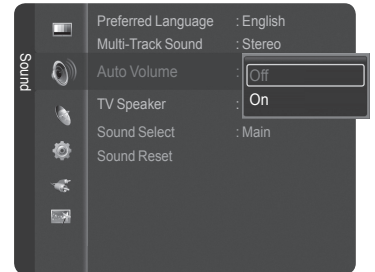 Sound
Preferred Language : English
Multi-Track Sound : Stereo
Auto Volume :
Off
On
TV Speaker :
Sound Select : Main
Sound Reset